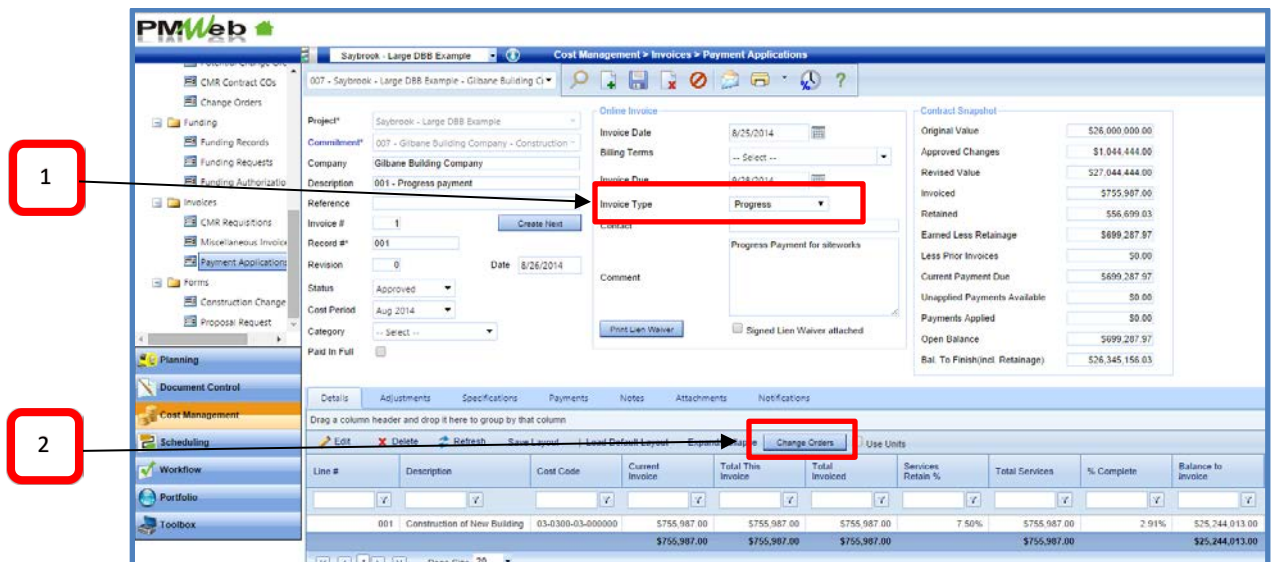 PMWeb
Saybrook - Large DBB Example
Cost Management > Invoices > Payment Applications
CMR Contract COs
Change Orders
Funding
Funding Records
Funding Requests
Funding Authorizatio
Invoices
CMR Requisitions
Miscellaneous Invoice
Payment Applications
Forms
Construction Change
Proposal Request
Planning
Document Control
Cost Management
Scheduling
Workflow
Portfolio
Toolbox
1
2
007 - Saybrook - Large DBB Example - Gilbane Building C
Project* Saybrook - Large DBB Example
Commitment* 007 - Gilbane Building Company - Construction
Company Gilbane Building Company
Description 001 - Progress payment
Reference
Invoice # 1 Create Next
Record #* 001
Revision 0 Date 8/26/2014
Status Approved
Cost Period Aug 2014
Category -- Select --
Paid In Full
Online Invoice
Invoice Date 8/25/2014
Billing Terms -- Select --
Invoice Due 9/28/2014
Invoice Type Progress
Contact
Comment Progress Payment for siteworks
Print Lien Waiver Signed Lien Waiver attached
Contract Snapshot
Original Value $26,000,000.00
Approved Changes $1,044,444.00
Revised Value $27,044,444.00
Invoiced $755,987.00
Retained $56,699.03
Earned Less Retainage $699,287.97
Less Prior Invoices $0.00
Current Payment Due $699,287.97
Unapplied Payments Available $0.00
Payments Applied $0.00
Open Balance $699,287.97
Bal. To Finish(incl. Retainage) $26,345,156.03
Details Adjustments Specifications Payments Notes Attachments Notifications
Drag a column header and drop it here to group by that column
Edit Delete Refresh Save Layout Load Default Layout Change Orders Use Units
Line # Description Cost Code Current Invoice Total This Invoice Total Invoiced Services Retain % Total Services % Complete Balance to Invoice
001 Construction of New Building 03-0300-03-000000 $755,987.00 $755,987.00 $755,987.00 7.50% $755,987.00 2.91% $25,244,013.00
$755,987.00 $755,987.00 $755,987.00 $755,987.00 $25,244,013.00
Page Size 20